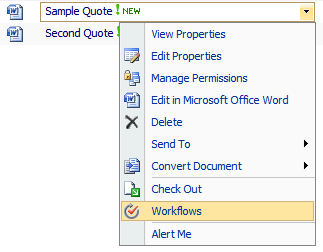 Sample Quote ! NEW
Second Quote !
View Properties
Edit Properties
Manage Permissions
Edit in Microsoft Office Word
Delete
Send To
Convert Document
Check Out
Workflows
Alert Me